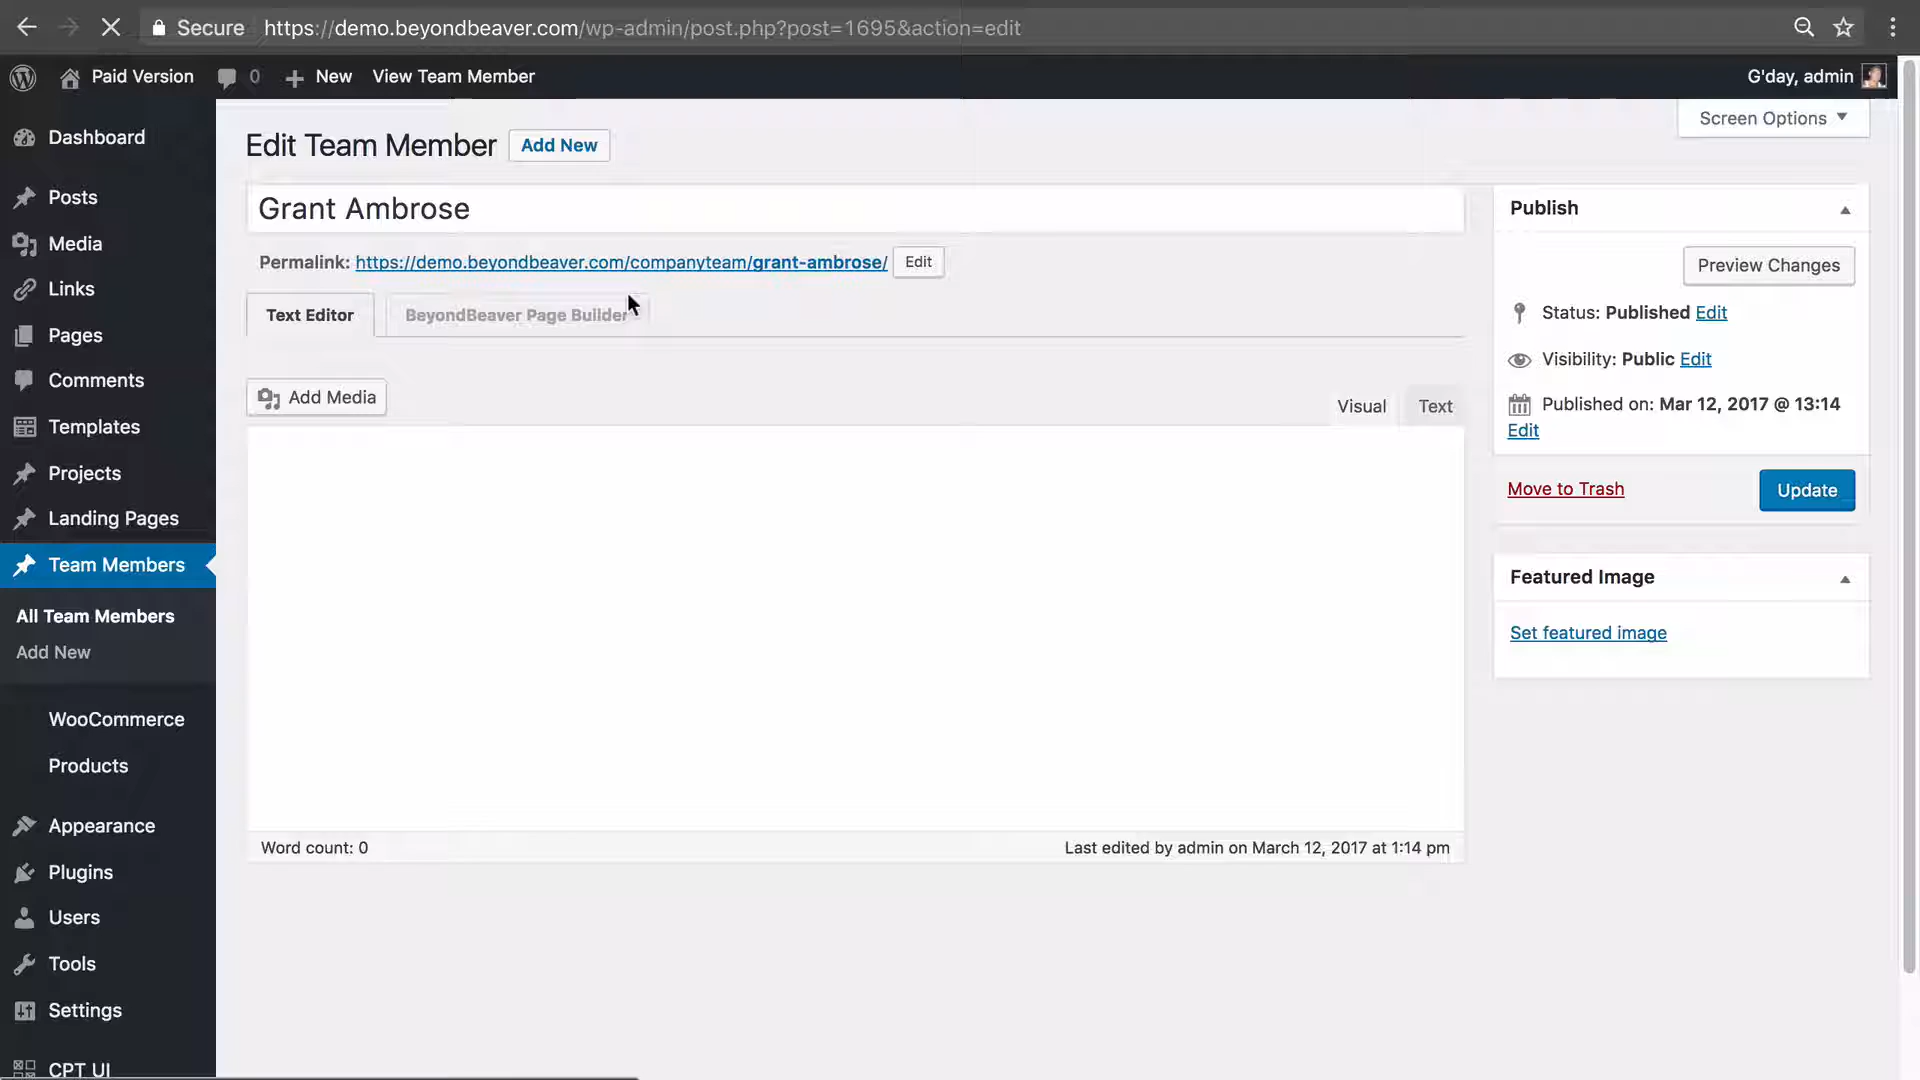 Secure https://demo.beyondbeaver.com/wp-admin/post.php?post=1695&action=edit
Paid Version 0 New View Team Member G'day, admin
Screen Options
Dashboard
Posts
Media
Links
Pages
Comments
Templates
Projects
Landing Pages
Team Members
All Team Members
Add New
WooCommerce
Products
Appearance
Plugins
Users
Tools
Settings
CPT UI
Edit Team Member Add New
Grant Ambrose
Permalink: https://demo.beyondbeaver.com/companyteam/grant-ambrose/ Edit
Text Editor BeyondBeaver Page Builder
Add Media
Visual Text
Word count: 0 Last edited by admin on March 12, 2017 at 1:14 pm
Publish
Preview Changes
Status: Published Edit
Visibility: Public Edit
Published on: Mar 12, 2017 @ 13:14
Edit
Move to Trash Update
Featured Image
Set featured image